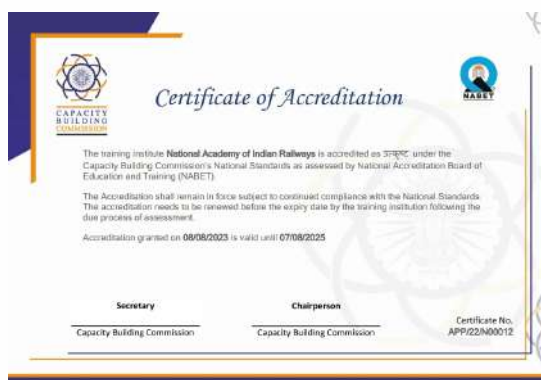 CAPACITY
BUILDING
COMMISSION
NABET
Certificate of Accreditation
The training institute National Academy of Indian Railways is accredited as उत्कृष्ट under the
Capacity Building Commission's National Standards as assessed by National Accreditation Board of
Education and Training (NABET)
The Accreditation shall remain in force subject to continued compliance with the National Standards
The accreditation needs to be renewed before the expiry date by the training institution following the
due process of assessment.
Accreditation granted on 08/08/2023 is valid until 07/08/2025
Secretary
Capacity Building Commission
Chairperson
Capacity Building Commission
Certificate No.
APP/22/N00012